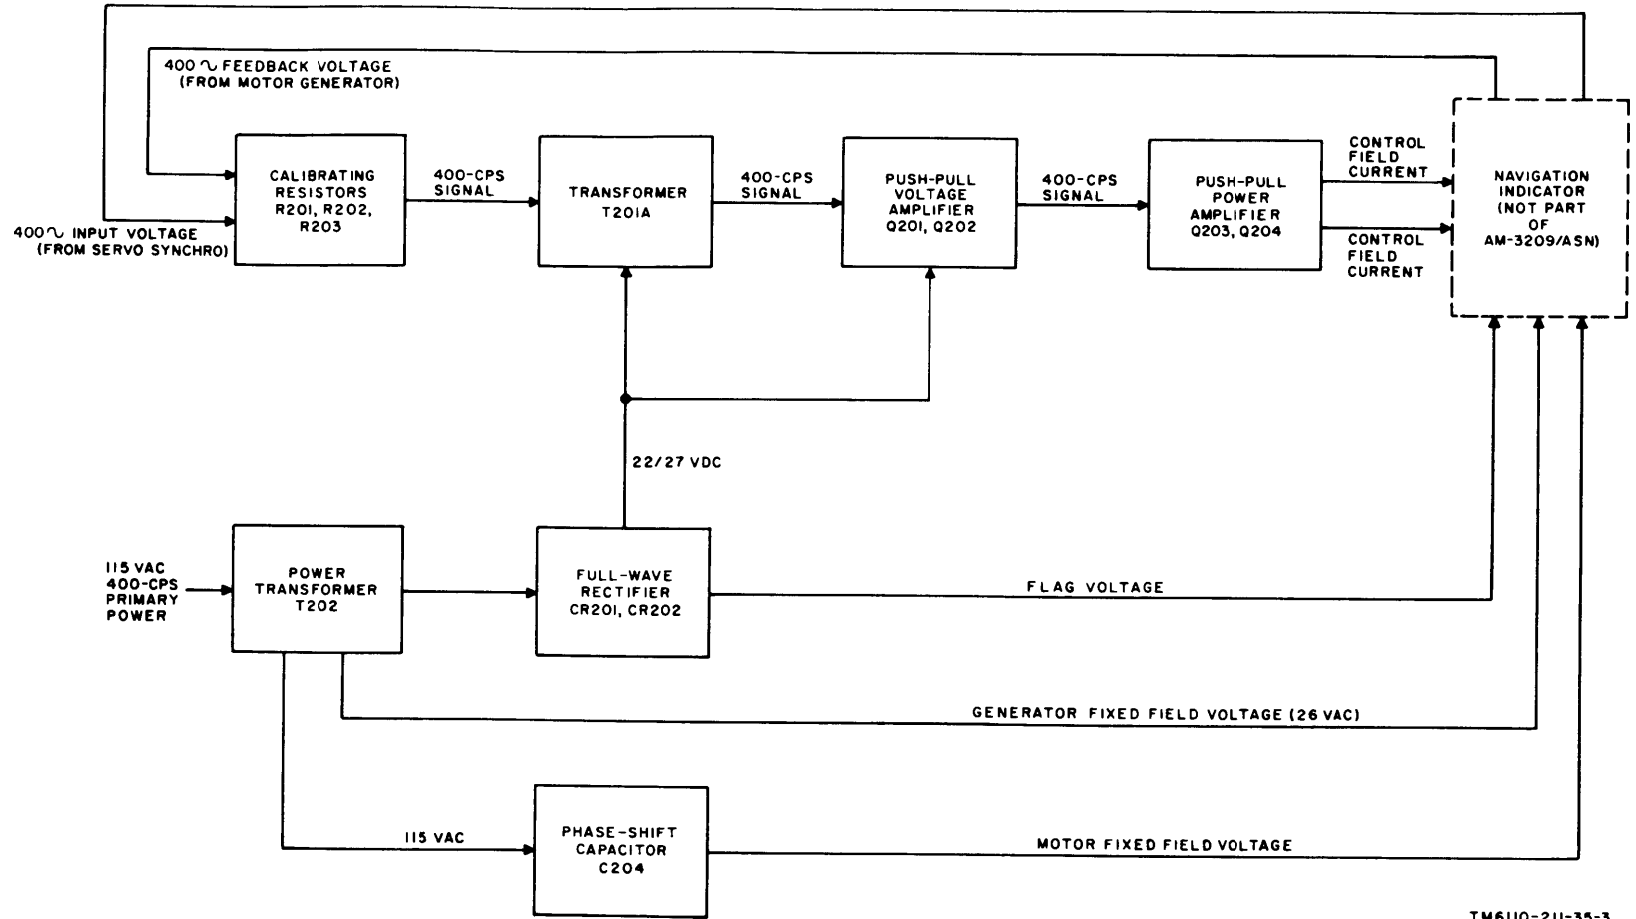 400∿ FEEDBACK VOLTAGE
(FROM MOTOR GENERATOR)
400∿ INPUT VOLTAGE
(FROM SERVO SYNCHRO)
CALIBRATING
RESISTORS
R201, R202,
R203
400-CPS
SIGNAL
TRANSFORMER
T201A
400-CPS
SIGNAL
PUSH-PULL
VOLTAGE
AMPLIFIER
Q201, Q202
400-CPS
SIGNAL
PUSH-PULL
POWER
AMPLIFIER
Q203, Q204
CONTROL
FIELD
CURRENT
CONTROL
FIELD
CURRENT
NAVIGATION
INDICATOR
(NOT PART
OF
AM-3209/ASN)
22/27 VDC
115 VAC
400-CPS
PRIMARY
POWER
POWER
TRANSFORMER
T202
FULL-WAVE
RECTIFIER
CR201, CR202
FLAG VOLTAGE
GENERATOR FIXED FIELD VOLTAGE (26 VAC)
115 VAC
PHASE-SHIFT
CAPACITOR
C204
MOTOR FIXED FIELD VOLTAGE
TM6110-211-35-3